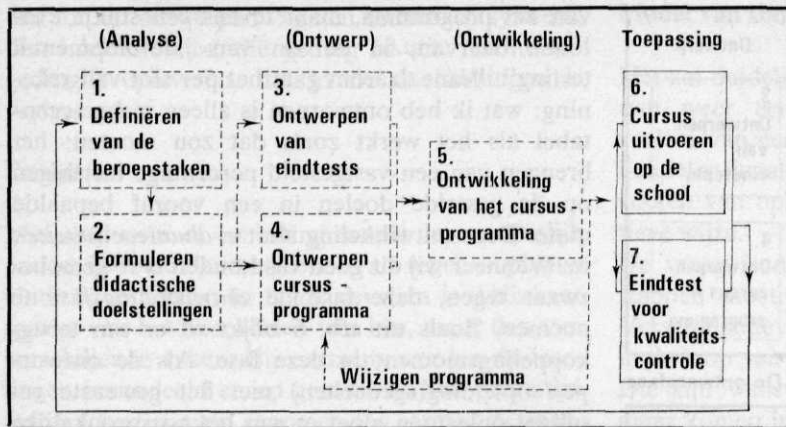 (Analyse)
(Ontwerp)
(Ontwikkeling)
Toepassing
1.
Definiëren
van de
beroepstaken
2.
Formuleren
didactische
doelstellingen
3.
Ontwerpen
van
eindtests
4.
Ontwerpen
cursus-
programma
5.
Ontwikkeling
van het cursus-
programma
6.
Cursus
uitvoeren
op de
school
7.
Eindtest
voor
kwaliteits-
controle
Wijzigen programma